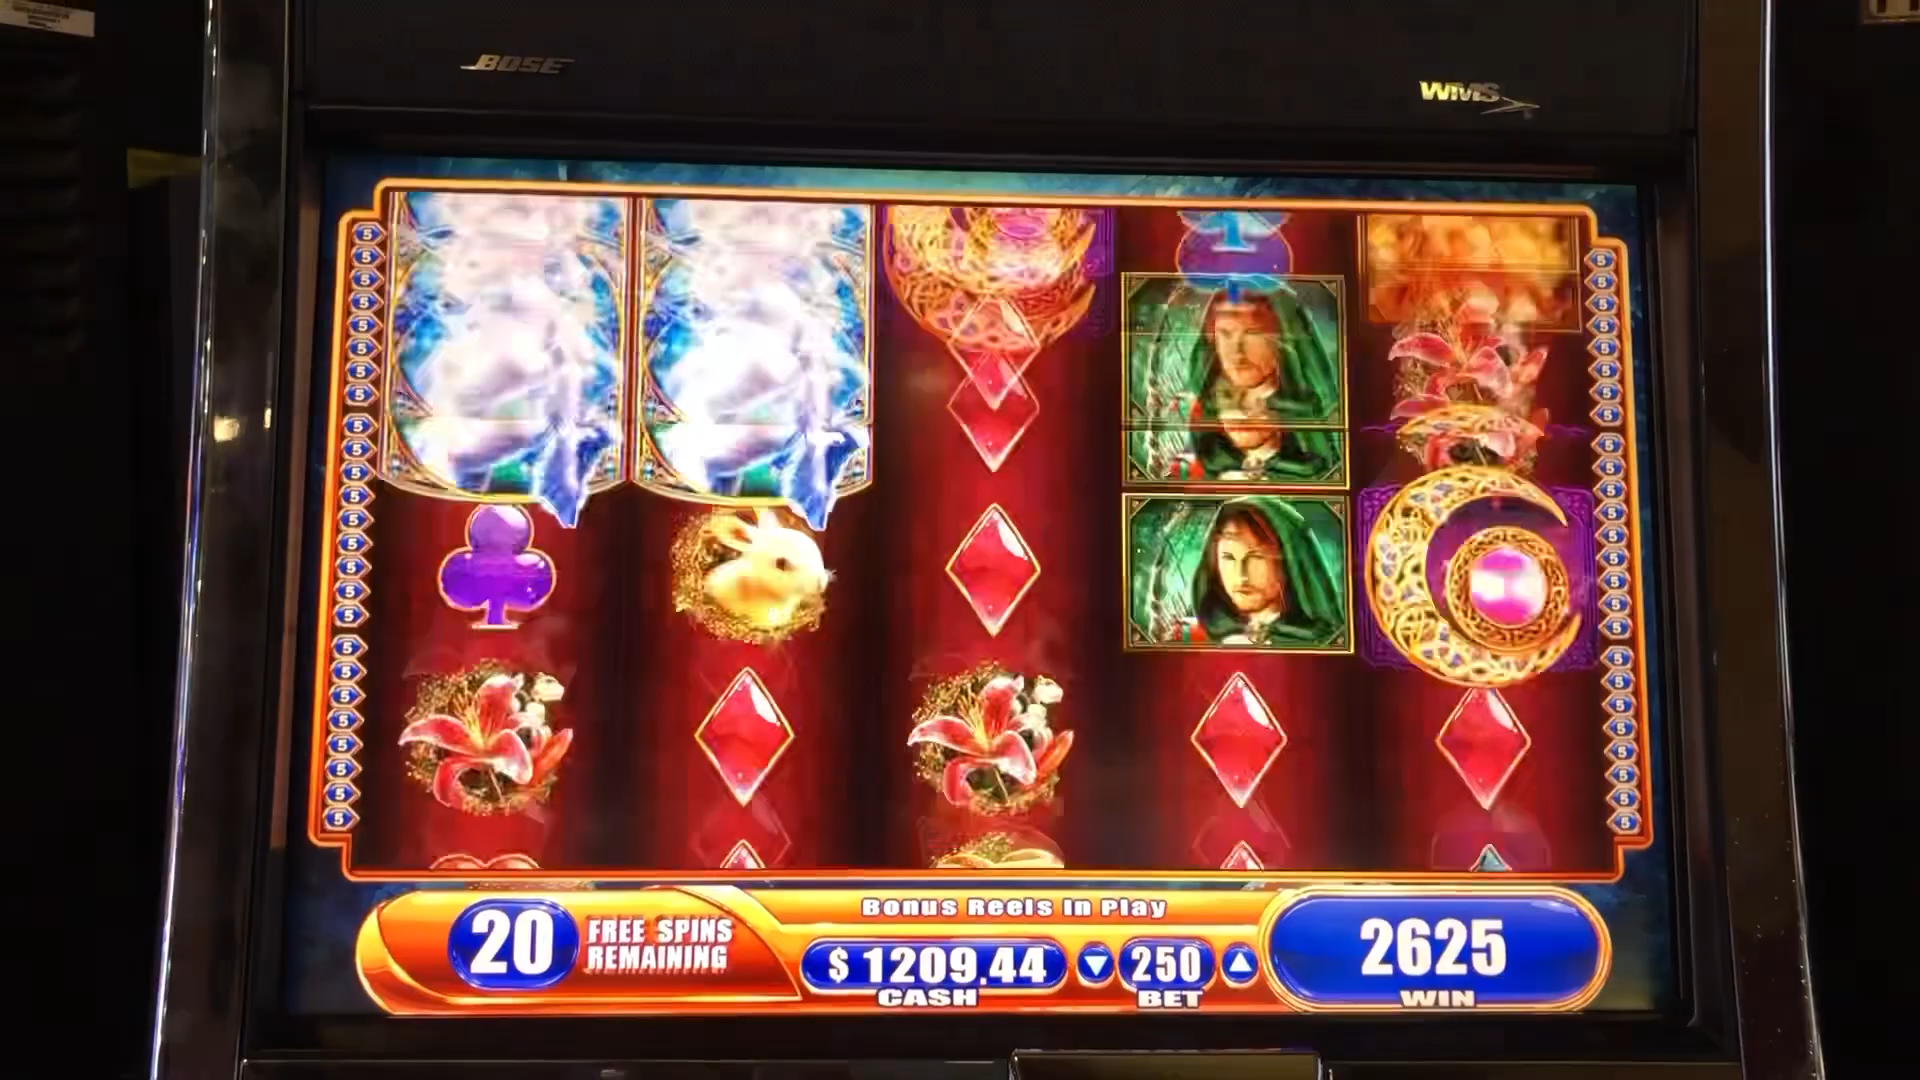 BOSE
WMS
20
FREE SPINS
REMAINING
Bonus Reels In Play
$ 1209.44
CASH
250
BET
2625
WIN